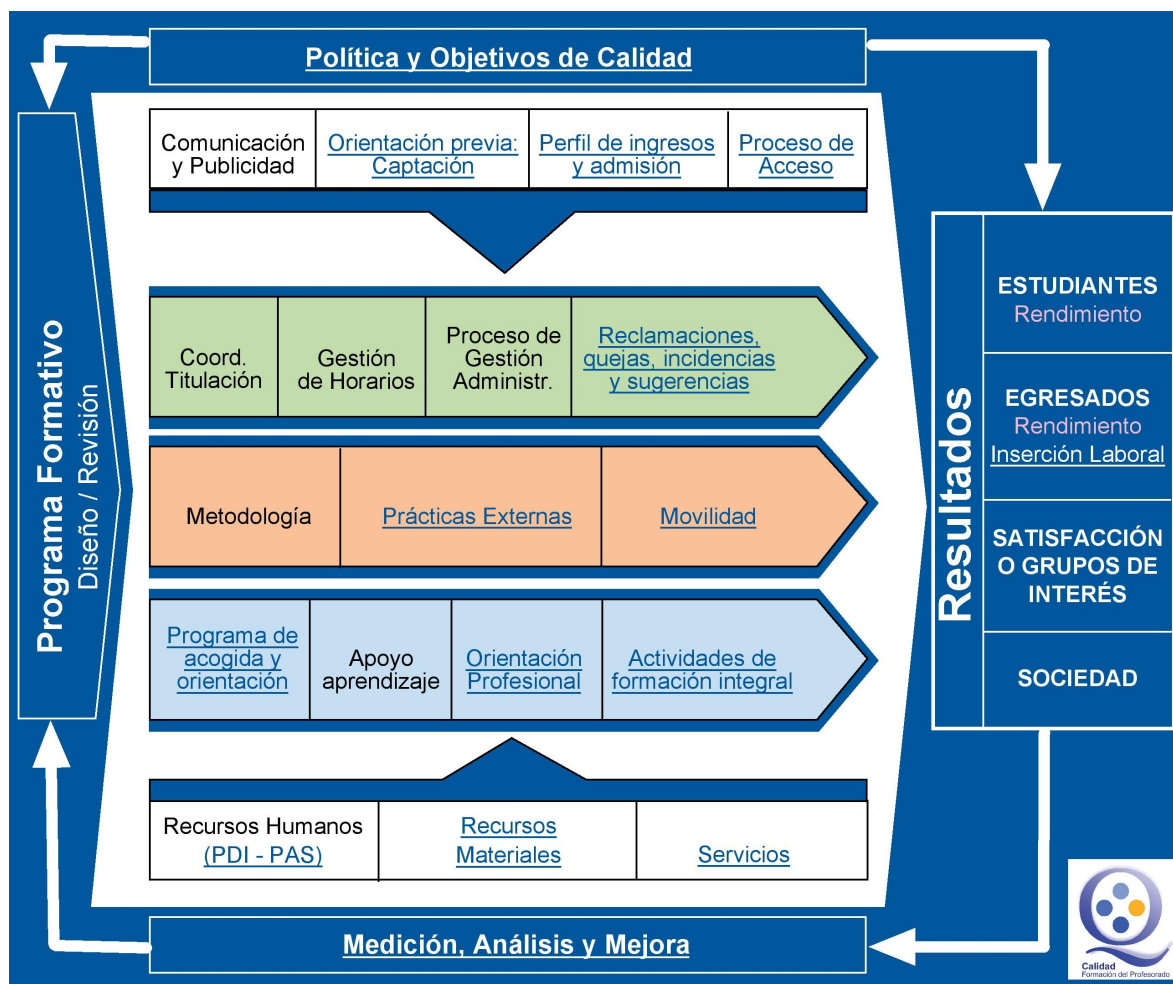 Política y Objetivos de Calidad
Programa Formativo
Diseño / Revisión
Comunicación
y Publicidad
Orientación previa:
Captación
Perfil de ingresos
y admisión
Proceso de
Acceso
Coord.
Titulación
Gestión
de Horarios
Proceso de
Gestión
Administr.
Reclamaciones,
quejas, incidencias
y sugerencias
Metodología
Prácticas Externas
Movilidad
Programa de
acogida y
orientación
Apoyo
aprendizaje
Orientación
Profesional
Actividades de
formación integral
Recursos Humanos
(PDI - PAS)
Recursos
Materiales
Servicios
Resultados
ESTUDIANTES
Rendimiento
EGRESADOS
Rendimiento
Inserción Laboral
SATISFACCIÓN
O GRUPOS DE
INTERÉS
SOCIEDAD
Medición, Análisis y Mejora
Calidad
Formación del Profesorado